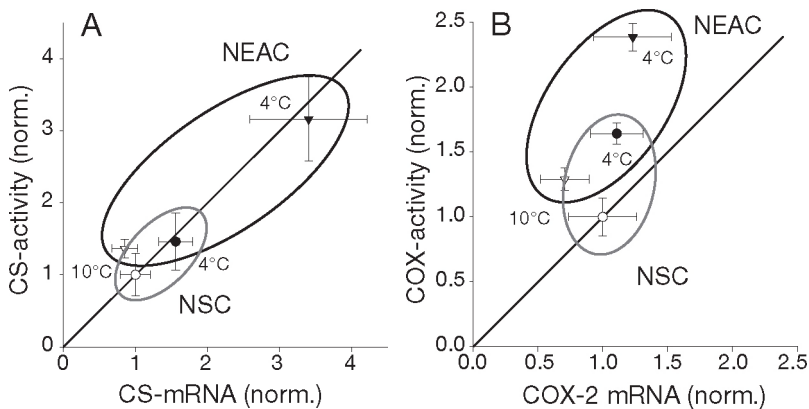 A
NEAC
4°C
10°C
4°C
NSC
CS-activity (norm.)
4
3
2
1
0
0
1
2
3
4
CS-mRNA (norm.)
B
NEAC
4°C
4°C
10°C
NSC
COX-activity (norm.)
2.5
2.0
1.5
1.0
0.5
0.0
0.0
0.5
1.0
1.5
2.0
2.5
COX-2 mRNA (norm.)